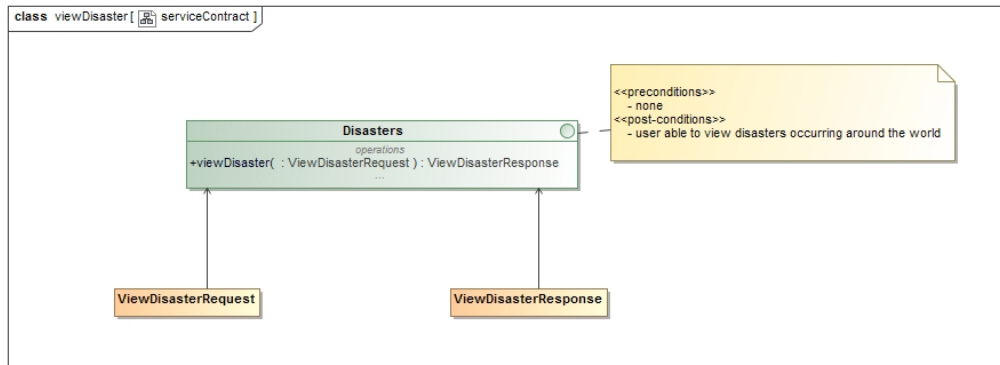 class viewDisaster [ serviceContract ]
<<preconditions>>
- none
<<post-conditions>>
- user able to view disasters occurring around the world
Disasters
operations
+viewDisaster( : ViewDisasterRequest ) : ViewDisasterResponse
...
ViewDisasterRequest
ViewDisasterResponse